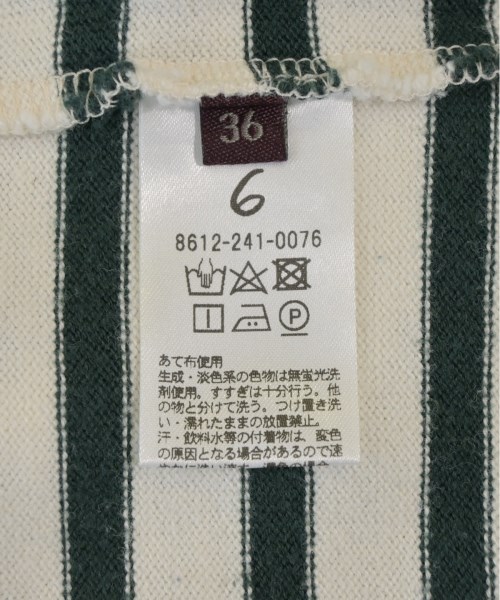 36
6
8612-241-0076
P
あて布使用
生成・淡色系の色物は無蛍光洗
剤使用。すすぎは十分行う。他
の物と分けて洗う。つけ置き洗
い・濡れたままの放置禁止。
汗・飲料水等の付着物は、変色
の原因となる場合があるので速